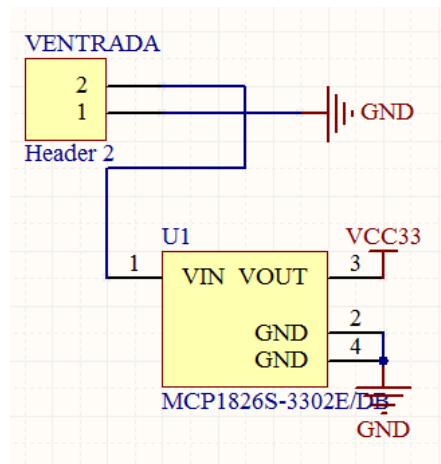 VENTRADA
2
1
GND
Header 2
U1
VCC33
1
VIN VOUT
3
GND
2
GND
4
MCP1826S-3302E/DB
GND